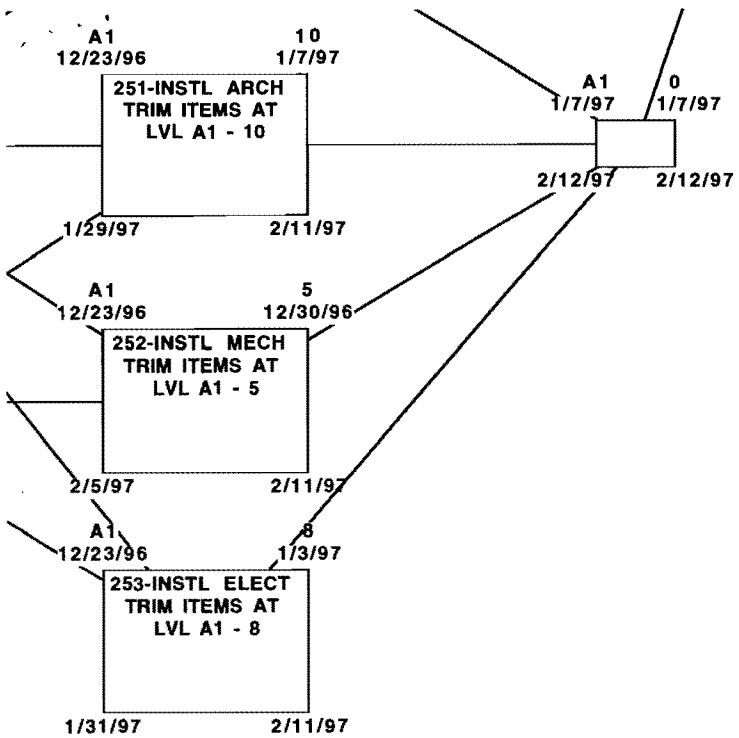 A1 10
12/23/96 1/7/97
251-INSTL ARCH
TRIM ITEMS AT
LVL A1 - 10
1/29/97 2/11/97
A1 0
1/7/97 1/7/97
2/12/97 2/12/97
A1 5
12/23/96 12/30/96
252-INSTL MECH
TRIM ITEMS AT
LVL A1 - 5
2/5/97 2/11/97
A1 8
12/23/96 1/3/97
253-INSTL ELECT
TRIM ITEMS AT
LVL A1 - 8
1/31/97 2/11/97